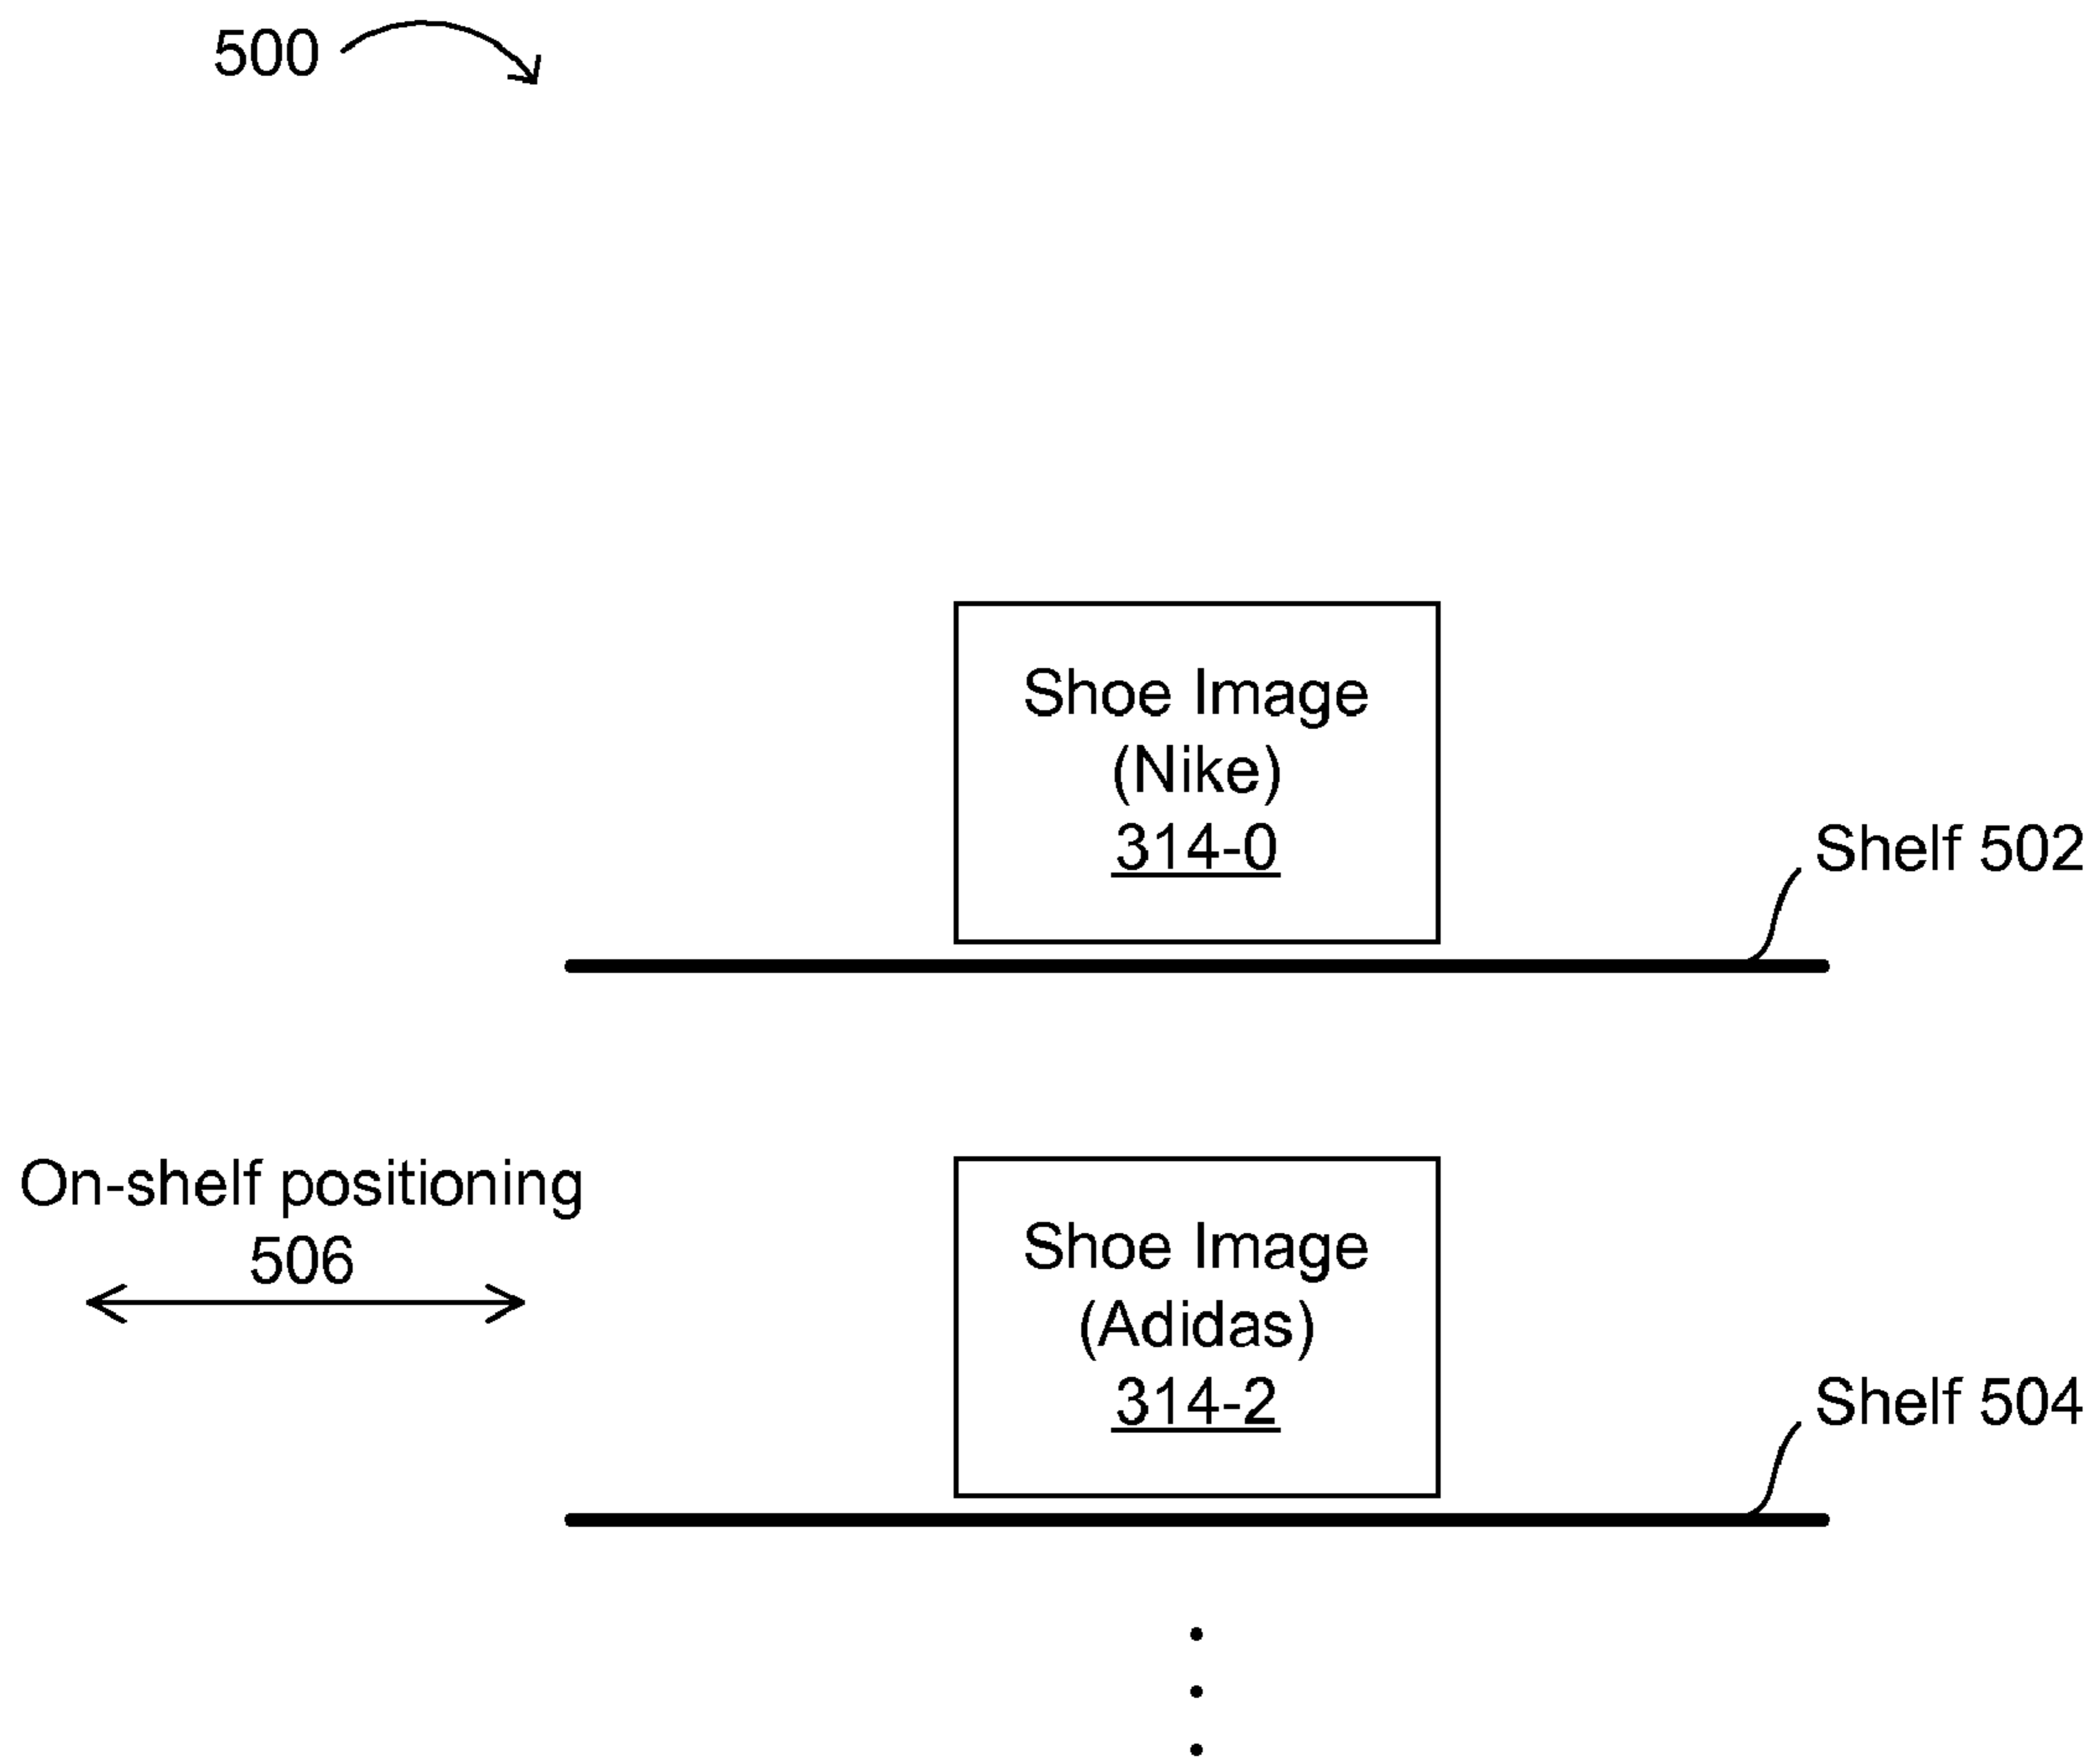 500
Shoe Image
(Nike)
314-0
Shelf 502
On-shelf positioning
506
Shoe Image
(Adidas)
314-2
Shelf 504